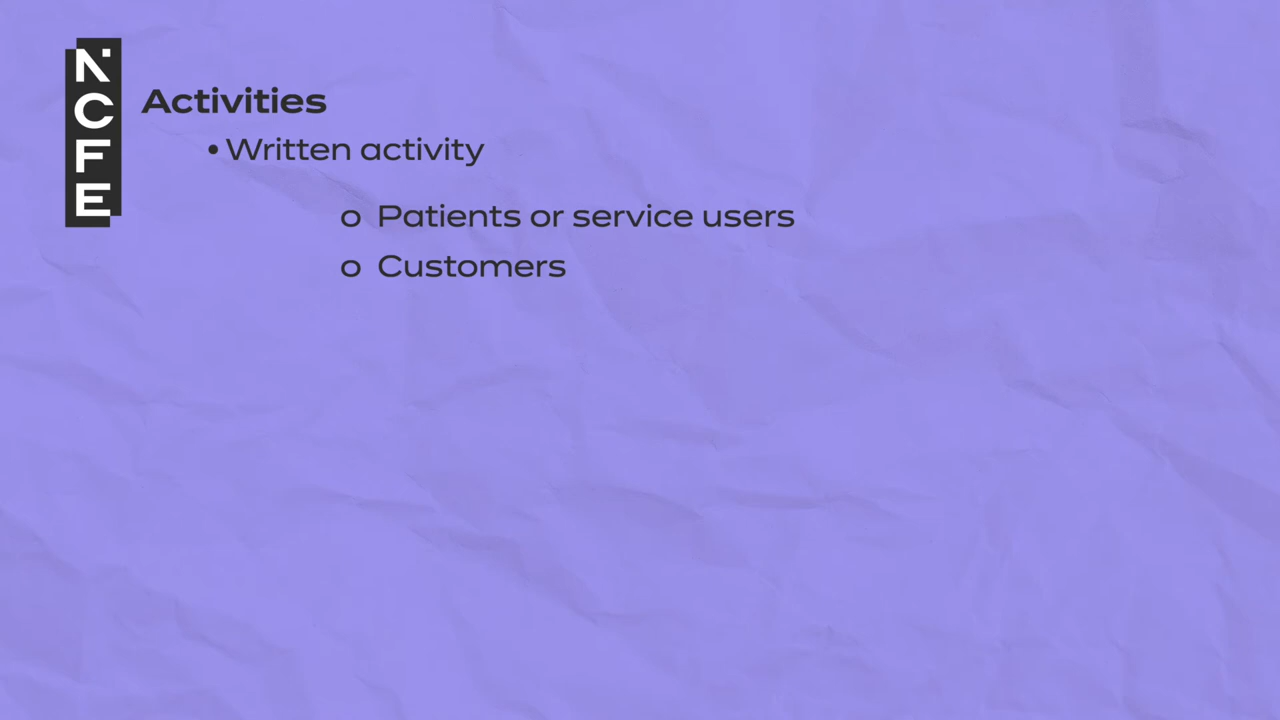 NCFE
Activities
• Written activity
o Patients or service users
o Customers